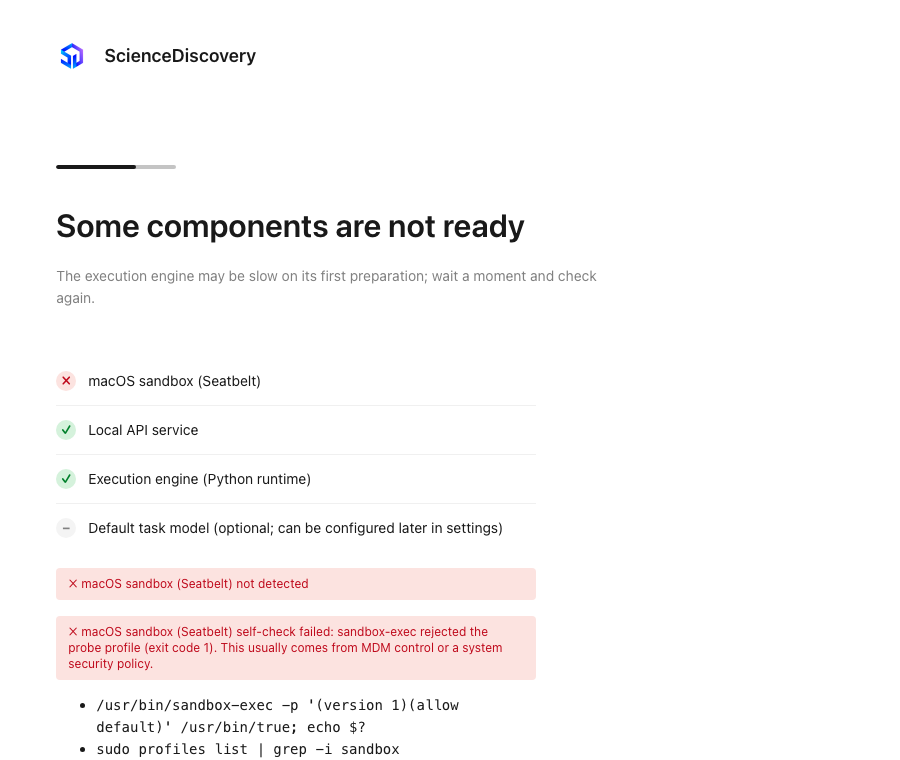 ScienceDiscovery
Some components are not ready
The execution engine may be slow on its first preparation; wait a moment and check
again.
macOS sandbox (Seatbelt)
Local API service
Execution engine (Python runtime)
Default task model (optional; can be configured later in settings)
✕ macOS sandbox (Seatbelt) not detected
✕ macOS sandbox (Seatbelt) self-check failed: sandbox-exec rejected the
probe profile (exit code 1). This usually comes from MDM control or a system
security policy.
• /usr/bin/sandbox-exec -p '(version 1)(allow
default)' /usr/bin/true; echo $?
• sudo profiles list | grep -i sandbox